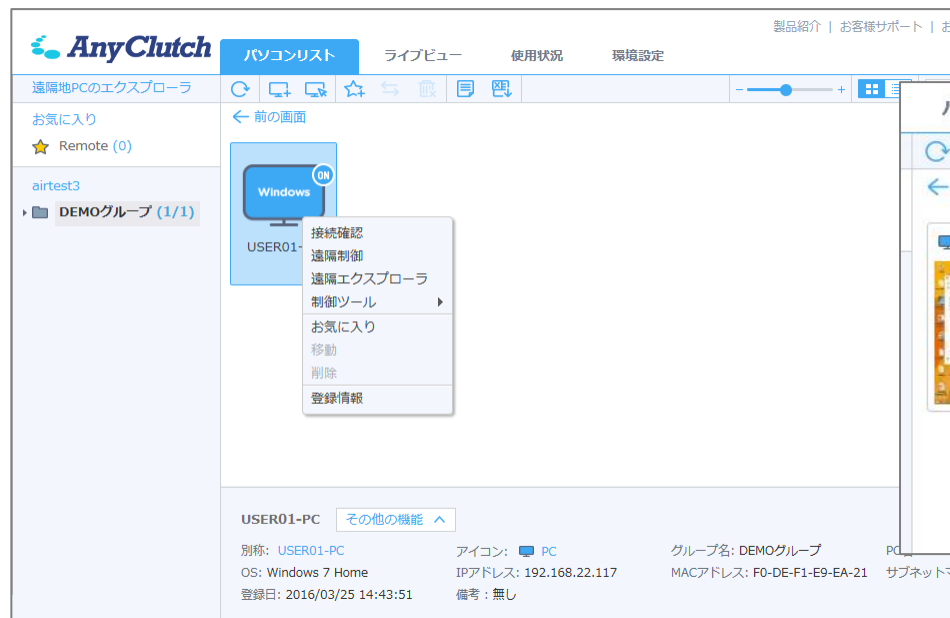 製品紹介 | お客様サポート |
AnyClutch
パソコンリスト ライブビュー 使用状況 環境設定
遠隔地PCのエクスプローラ
お気に入り
Remote (0)
airtest3
DEMOグループ (1/1)
前の画面
Windows
ON
USER01-
接続確認
遠隔制御
遠隔エクスプローラ
制御ツール
お気に入り
移動
削除
登録情報
USER01-PC その他の機能
別称: USER01-PC アイコン: PC グループ名: DEMOグループ PC
OS: Windows 7 Home IPアドレス: 192.168.22.117 MACアドレス: F0-DE-F1-E9-EA-21 サブネット
登録日: 2016/03/25 14:43:51 備考 : 無し